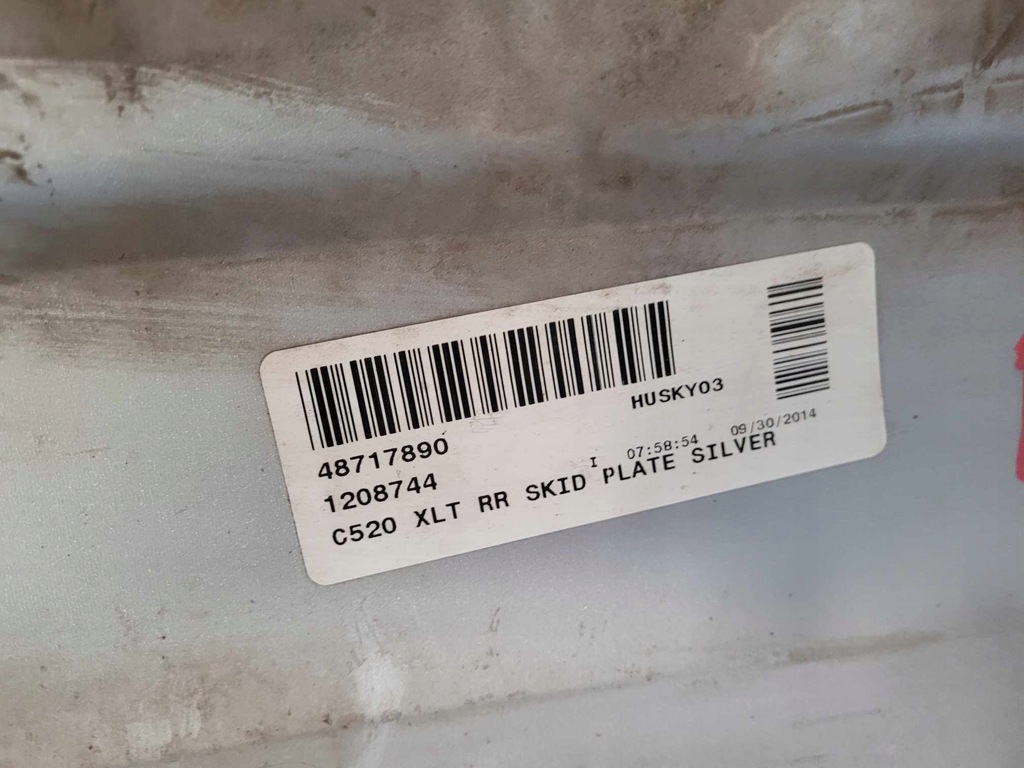 HUSKY03
48717890
I 07:58:54 09/30/2014
1208744
C520 XLT RR SKID PLATE SILVER